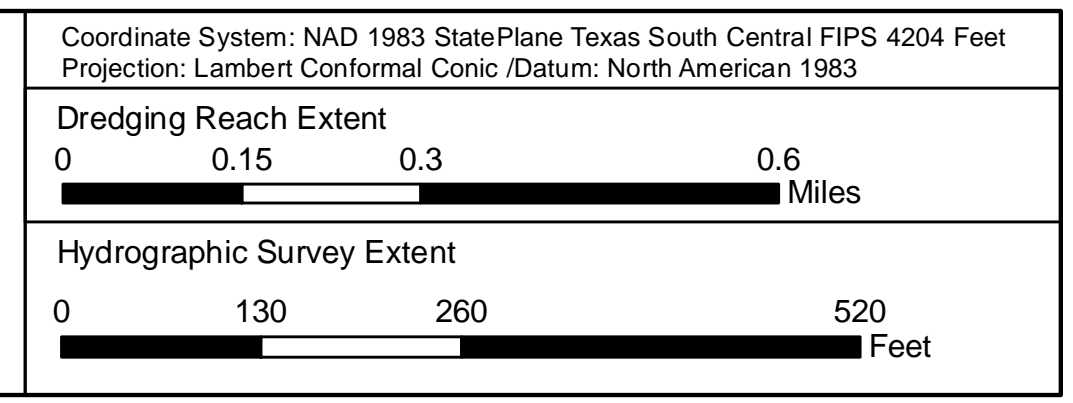 Coordinate System: NAD 1983 StatePlane Texas South Central FIPS 4204 Feet
Projection: Lambert Conformal Conic /Datum: North American 1983
Dredging Reach Extent
0 0.15 0.3 0.6
Miles
Hydrographic Survey Extent
0 130 260 520
Feet